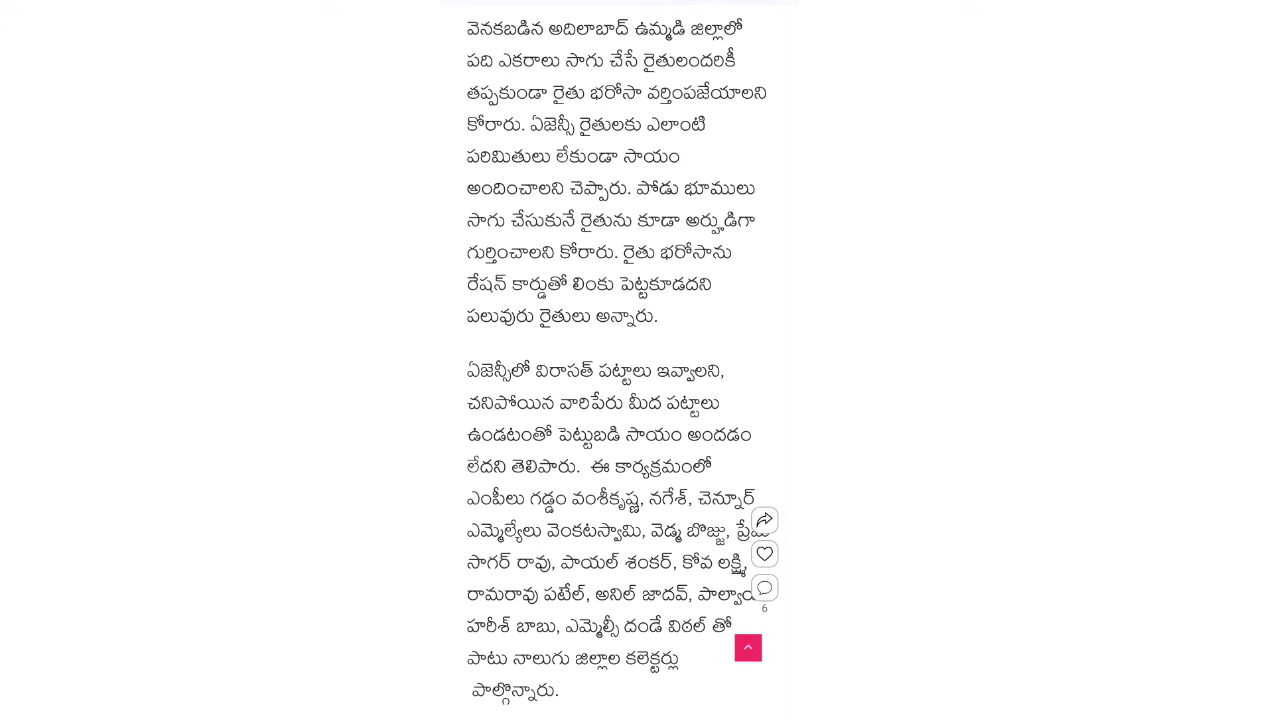 వెనకబడిన అదిలాబాద్ ఉమ్మడి జిల్లాలో
పది ఎకరాలు సాగు చేసే రైతులందరికీ
తప్పకుండా రైతు భరోసా వర్తింపజేయాలని
కోరారు. ఏజెన్సీ రైతులకు ఎలాంటి
పరిమితులు లేకుండా సాయం
అందించాలని చెప్పారు. పోడు భూములు
సాగు చేసుకునే రైతును కూడా అర్హుడిగా
గుర్తించాలని కోరారు. రైతు భరోసాను
రేషన్ కార్డుతో లింకు పెట్టకూడదని
పలువురు రైతులు అన్నారు.
ఏజెన్సీలో విరాసత్ పట్టాలు ఇవ్వాలని,
చనిపోయిన వారిపేరు మీద పట్టాలు
ఉండటంతో పెట్టుబడి సాయం అందడం
లేదని తెలిపారు. ఈ కార్యక్రమంలో
ఎంపీలు గడ్డం వంశీకృష్ణ, నగేశ్, చెన్నూర్
ఎమ్మెల్యేలు వెంకటస్వామి, వెడ్మ బొజ్జు,
సాగర్ రావు, పాయల్ శంకర్, కోవ లక్ష్మి,
రామరావు పటేల్, అనిల్ జాదవ్,
హరీశ్ బాబు, ఎమ్మెల్సీ దండే విఠల్ తో
పాటు నాలుగు జిల్లాల కలెక్టర్లు
పాల్గొన్నారు.
6